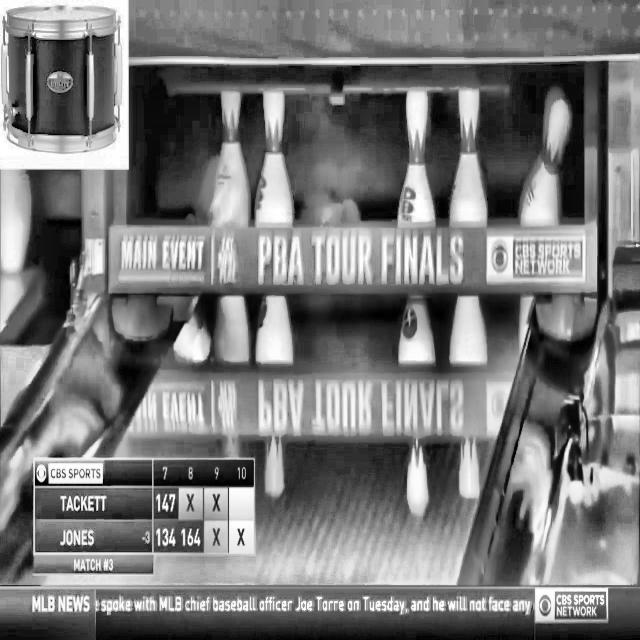 MAIN EVENT PBA TOUR FINALS CBS SPORTS
NETWORK
CBS SPORTS 7 8 9 10
TACKETT 147 X X
JONES -3 134 164 X X
MATCH #3
MLB NEWS spoke with MLB chief baseball officer Joe Torre on Tuesday, and he will not face any CBS SPORTS
NETWORK